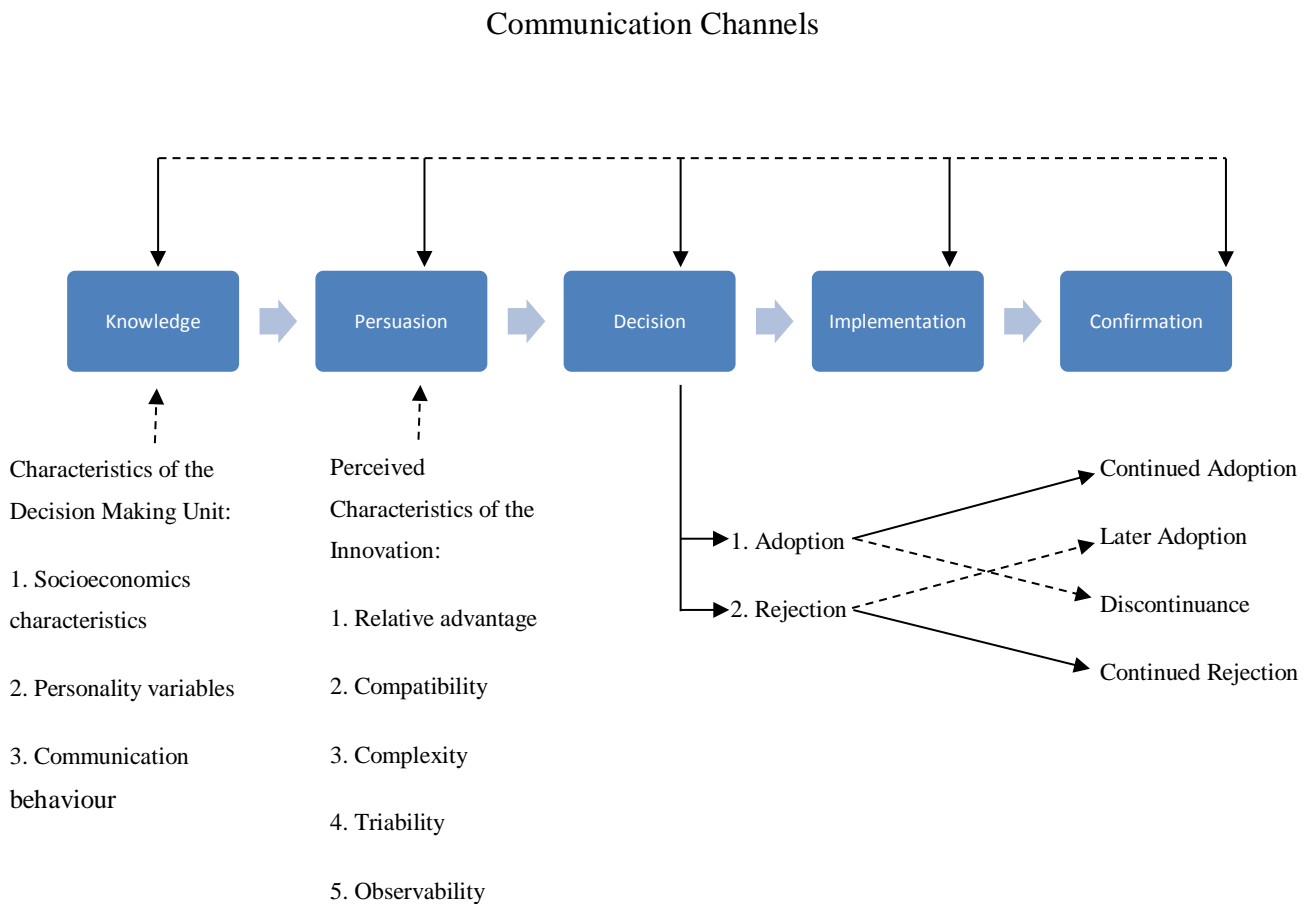 Communication Channels
Knowledge
Persuasion
Decision
Implementation
Confirmation
Characteristics of the
Decision Making Unit:
1. Socioeconomics
characteristics
2. Personality variables
3. Communication
behaviour
Perceived
Characteristics of the
Innovation:
1. Relative advantage
2. Compatibility
3. Complexity
4. Triability
5. Observability
1. Adoption
2. Rejection
Continued Adoption
Later Adoption
Discontinuance
Continued Rejection